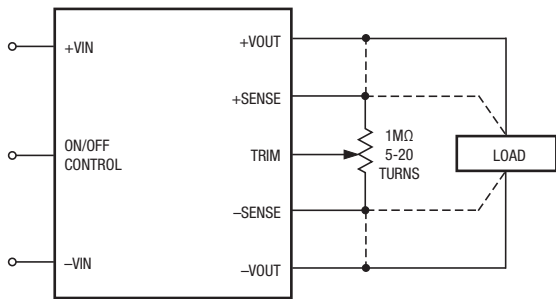 +VIN
ON/OFF
CONTROL
–VIN
+VOUT
+SENSE
TRIM
–SENSE
–VOUT
1MΩ
5-20
TURNS
LOAD